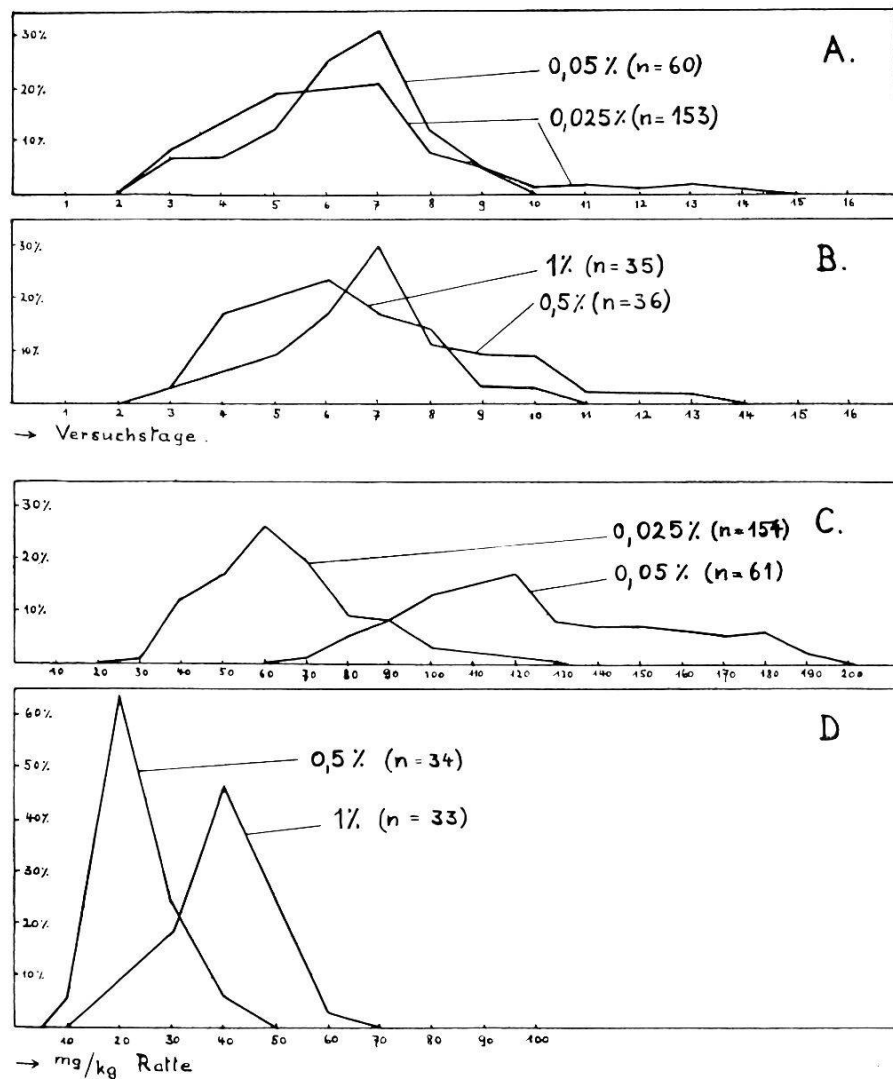 A.
30%
20%
10%
0,05% (n=60)
0,025% (n=153)
1 2 3 4 5 6 7 8 9 10 11 12 13 14 15 16
B.
30%
20%
10%
1% (n=35)
0,5% (n=36)
1 2 3 4 5 6 7 8 9 10 11 12 13 14 15 16
→ Versuchstage.
C.
30%
20%
10%
0,025% (n=154)
0,05% (n=61)
10 20 30 40 50 60 70 80 90 100 110 120 130 140 150 160 170 180 190 200
D
60%
50%
40%
30%
20%
10%
0,5% (n=34)
1% (n=33)
10 20 30 40 50 60 70 80 90 100
→ mg/kg Ratte